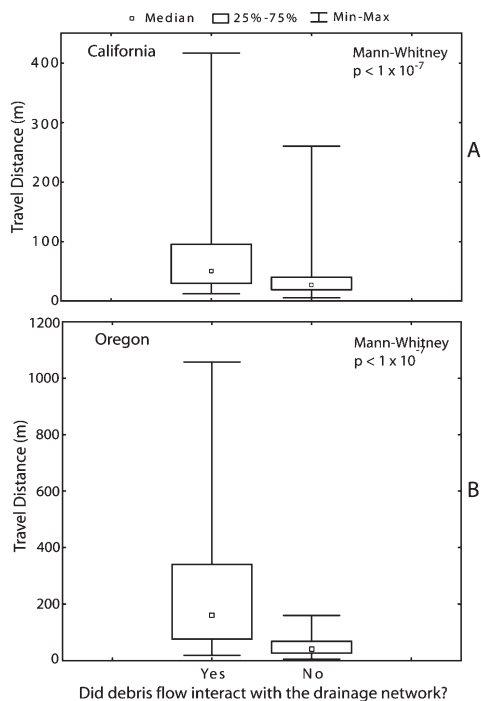 Median 25%-75% Min-Max
California
Mann-Whitney
p < 1 x 10-7
400
300
200
100
0
Travel Distance (m)
A
Oregon
Mann-Whitney
p < 1 x 10-7
1200
1000
800
600
400
200
0
Travel Distance (m)
B
Yes No
Did debris flow interact with the drainage network?